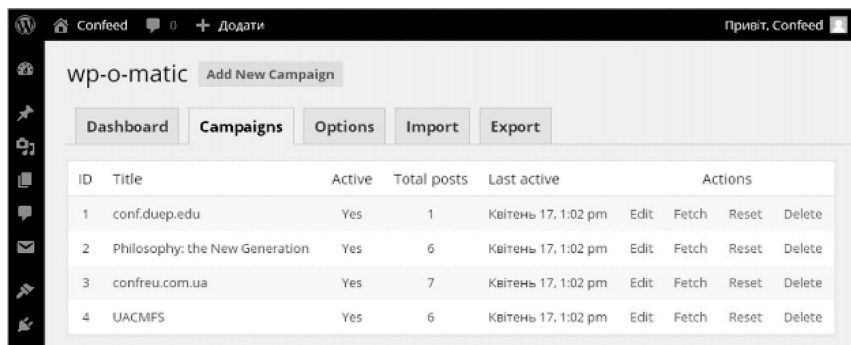 Confeed 0 + Додати Привіт, Confeed
wp-o-matic Add New Campaign
Dashboard Campaigns Options Import Export
ID Title Active Total posts Last active Actions
1 conf.duep.edu Yes 1 Квітень 17, 1:02 pm Edit Fetch Reset Delete
2 Philosophy: the New Generation Yes 6 Квітень 17, 1:02 pm Edit Fetch Reset Delete
3 confreu.com.ua Yes 7 Квітень 17, 1:02 pm Edit Fetch Reset Delete
4 UACMFS Yes 6 Квітень 17, 1:02 pm Edit Fetch Reset Delete